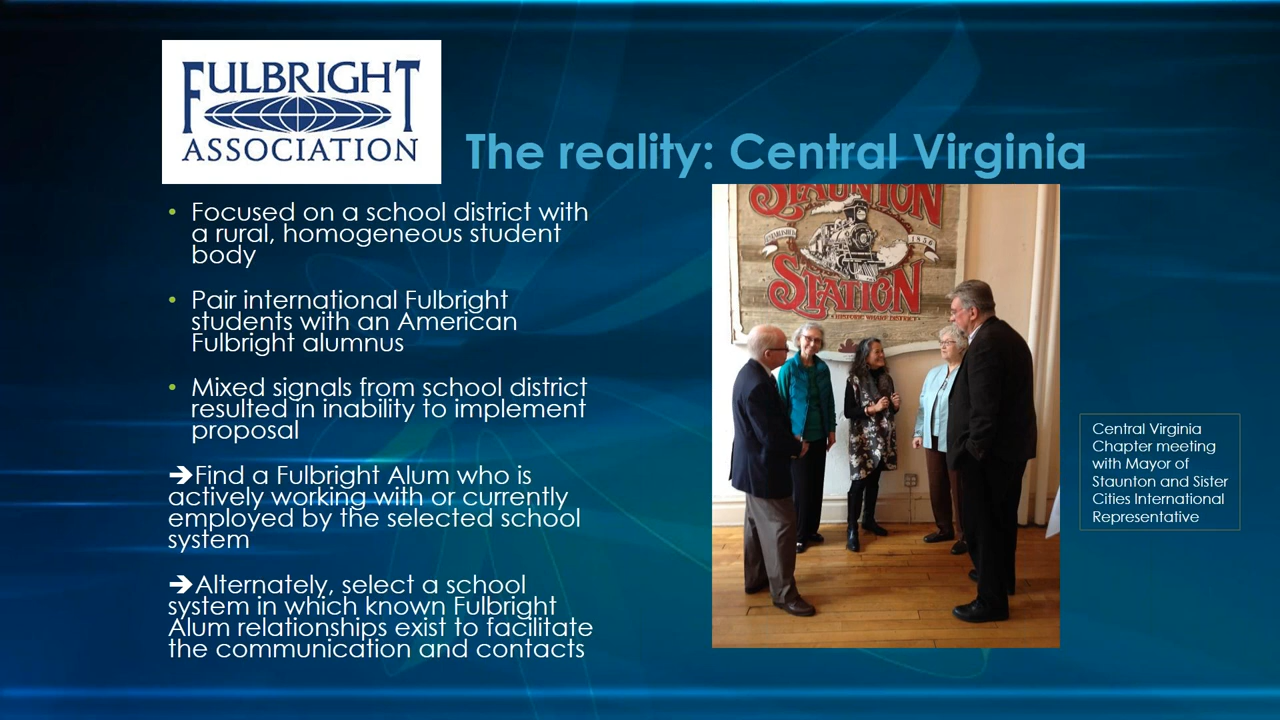 FULBRIGHT
ASSOCIATION
The reality: Central Virginia
• Focused on a school district with
a rural, homogeneous student
body
• Pair international Fulbright
students with an American
Fulbright alumnus
• Mixed signals from school district
resulted in inability to implement
proposal
➔Find a Fulbright Alum who is
actively working with or currently
employed by the selected school
system
➔Alternately, select a school
system in which known Fulbright
Alum relationships exist to facilitate
the communication and contacts
STAUNTON
ESTABLISHED 1856
STATION
HISTORIC WHARF DISTRICT
Central Virginia
Chapter meeting
with Mayor of
Staunton and Sister
Cities International
Representative